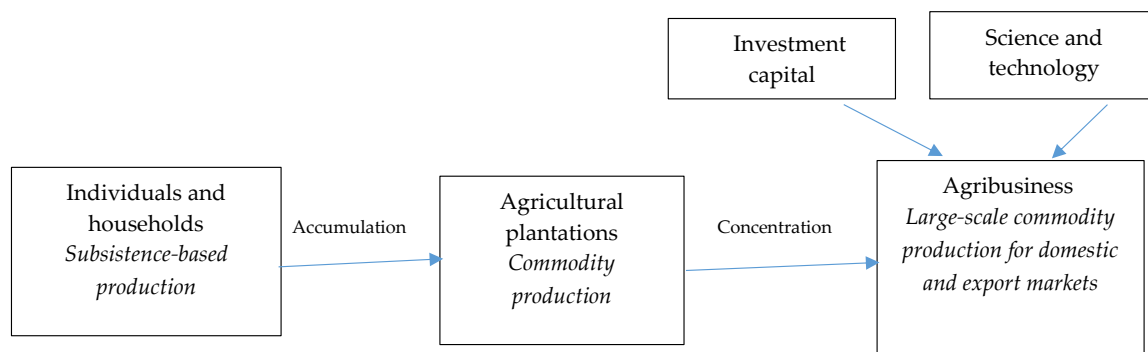 Investment
capital
Science and
technology
Individuals and
households
Subsistence-based
production
Accumulation
Agricultural
plantations
Commodity
production
Concentration
Agribusiness
Large-scale commodity
production for domestic
and export markets